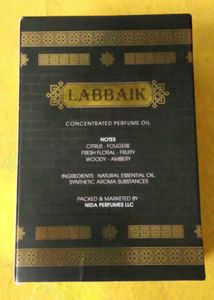 LABBAIK
CONCENTRATED PERFUME OIL
NOTES
CITRUS - FOUGERIE
FRESH FLORAL - FRUITY
WOODY - AMBERY
INGREDIENTS : NATURAL ESSENTIAL OIL,
SYNTHETIC AROMA SUBSTANCES
PACKED & MARKETED BY
NIDA PERFUMES LLC